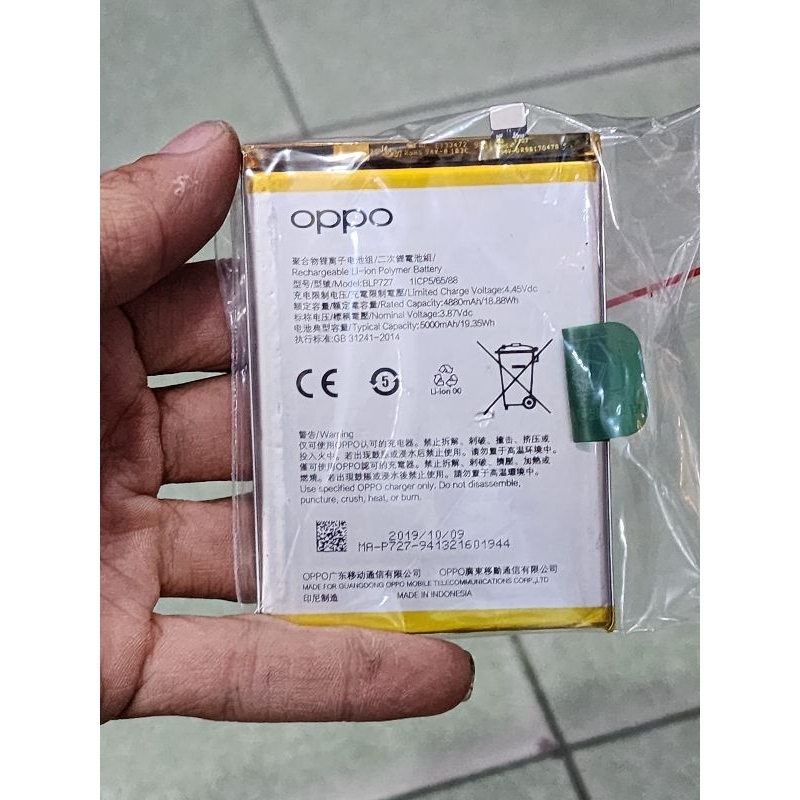 oppo
聚合物锂离子电池组/二次鋰電池組/
Rechargeable Li-ion Polymer Battery
型号/型號/Model:BLP727 1ICP5/65/88
充电限制电压/充電限制電壓/Limited Charge Voltage:4.45Vdc
额定容量/額定容量/Rated Capacity:4880mAh/18.88Wh
标称电压/標稱電壓/Nominal Voltage:3.87Vdc
电池典型容量/Typical Capacity:5000mAh/19.35Wh
执行标准:GB 31241-2014
CE
5
Li-ion 00
警告/Warning
仅可使用OPPO认可的充电器。禁止拆解、刺破、撞击、挤压或
投入火中。若出现鼓胀或浸水后禁止使用。请勿置于高温环境中。
僅可使用OPPO認可的充電器。禁止拆解、刺破、擠壓、加熱或
燃燒。若出現鼓脹或浸水，請勿繼續使用。請勿置於高溫環境中。
Use specified OPPO charger only. Do not disassemble,
puncture, crush, heat, or burn.
2019/10/09
MA-P727-941321601944
OPPO广东移动通信有限公司 OPPO廣東移動通信有限公司
MADE FOR GUANGDONG OPPO MOBILE TELECOMMUNICATIONS CORP.,LTD
印尼制造 MADE IN INDONESIA